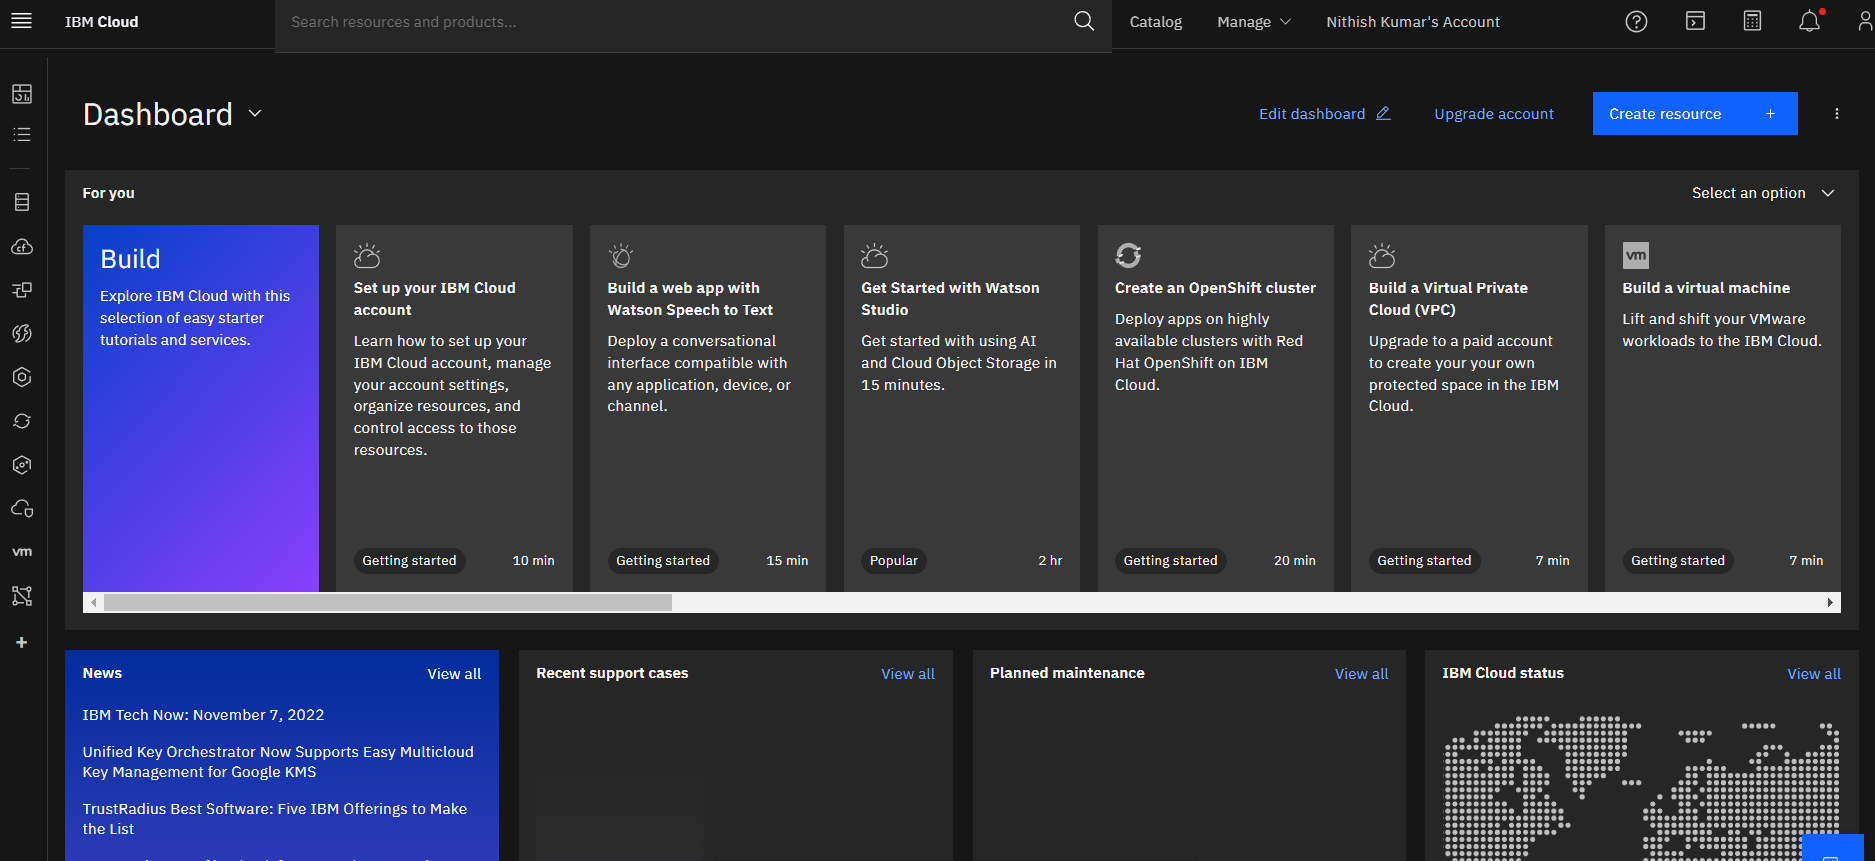 IBM Cloud
Search resources and products...
Catalog
Manage
Nithish Kumar's Account
Dashboard
Edit dashboard
Upgrade account
Create resource +
For you
Select an option
Build
Explore IBM Cloud with this
selection of easy starter
tutorials and services.
Set up your IBM Cloud
account
Learn how to set up your
IBM Cloud account, manage
your account settings,
organize resources, and
control access to those
resources.
Getting started
10 min
Build a web app with
Watson Speech to Text
Deploy a conversational
interface compatible with
any application, device, or
channel.
Getting started
15 min
Get Started with Watson
Studio
Get started with using AI
and Cloud Object Storage in
15 minutes.
Popular
2 hr
Create an OpenShift cluster
Deploy apps on highly
available clusters with Red
Hat OpenShift on IBM
Cloud.
Getting started
20 min
Build a Virtual Private
Cloud (VPC)
Upgrade to a paid account
to create your your own
protected space in the IBM
Cloud.
Getting started
7 min
vm
Build a virtual machine
Lift and shift your VMware
workloads to the IBM Cloud.
Getting started
7 min
cf
vm
News
View all
IBM Tech Now: November 7, 2022
Unified Key Orchestrator Now Supports Easy Multicloud
Key Management for Google KMS
TrustRadius Best Software: Five IBM Offerings to Make
the List
Recent support cases
View all
Planned maintenance
View all
IBM Cloud status
View all